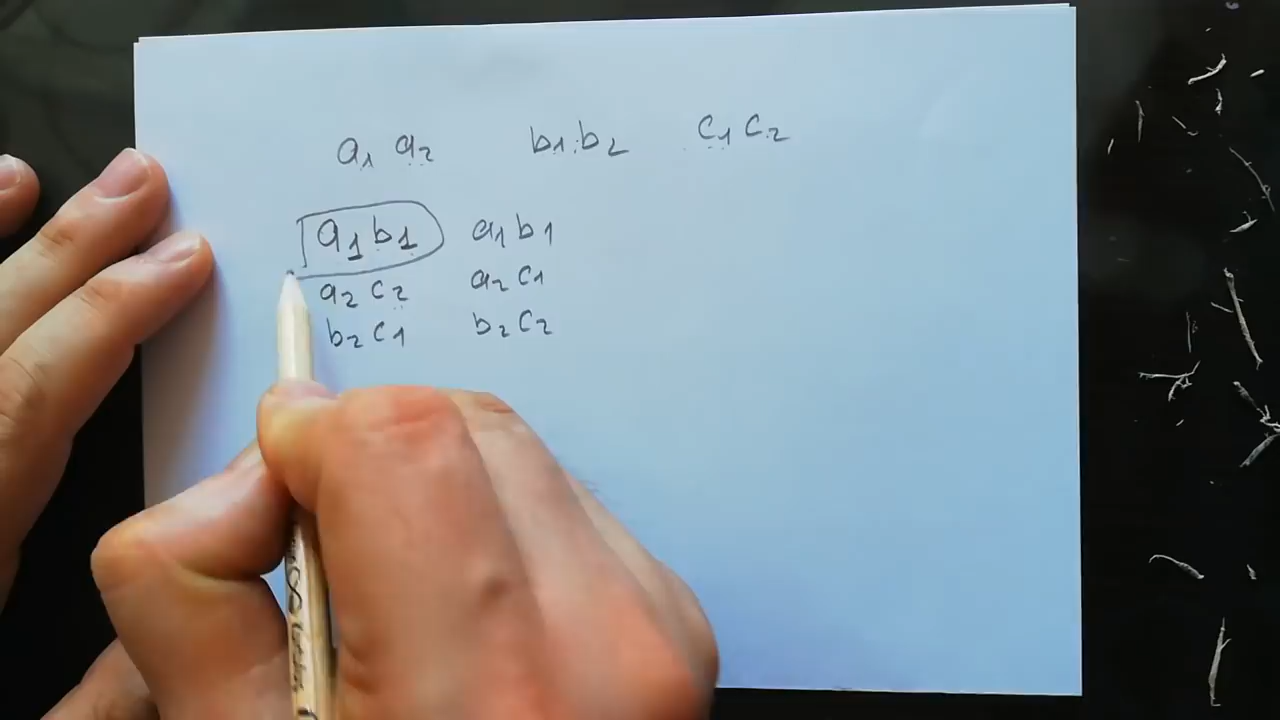 a₁ a₂ b₁ b₂ c₁ c₂
a₁ b₁ a₁ b₁
a₂ c₂ a₂ c₁
b₂ c₁ b₂ c₂